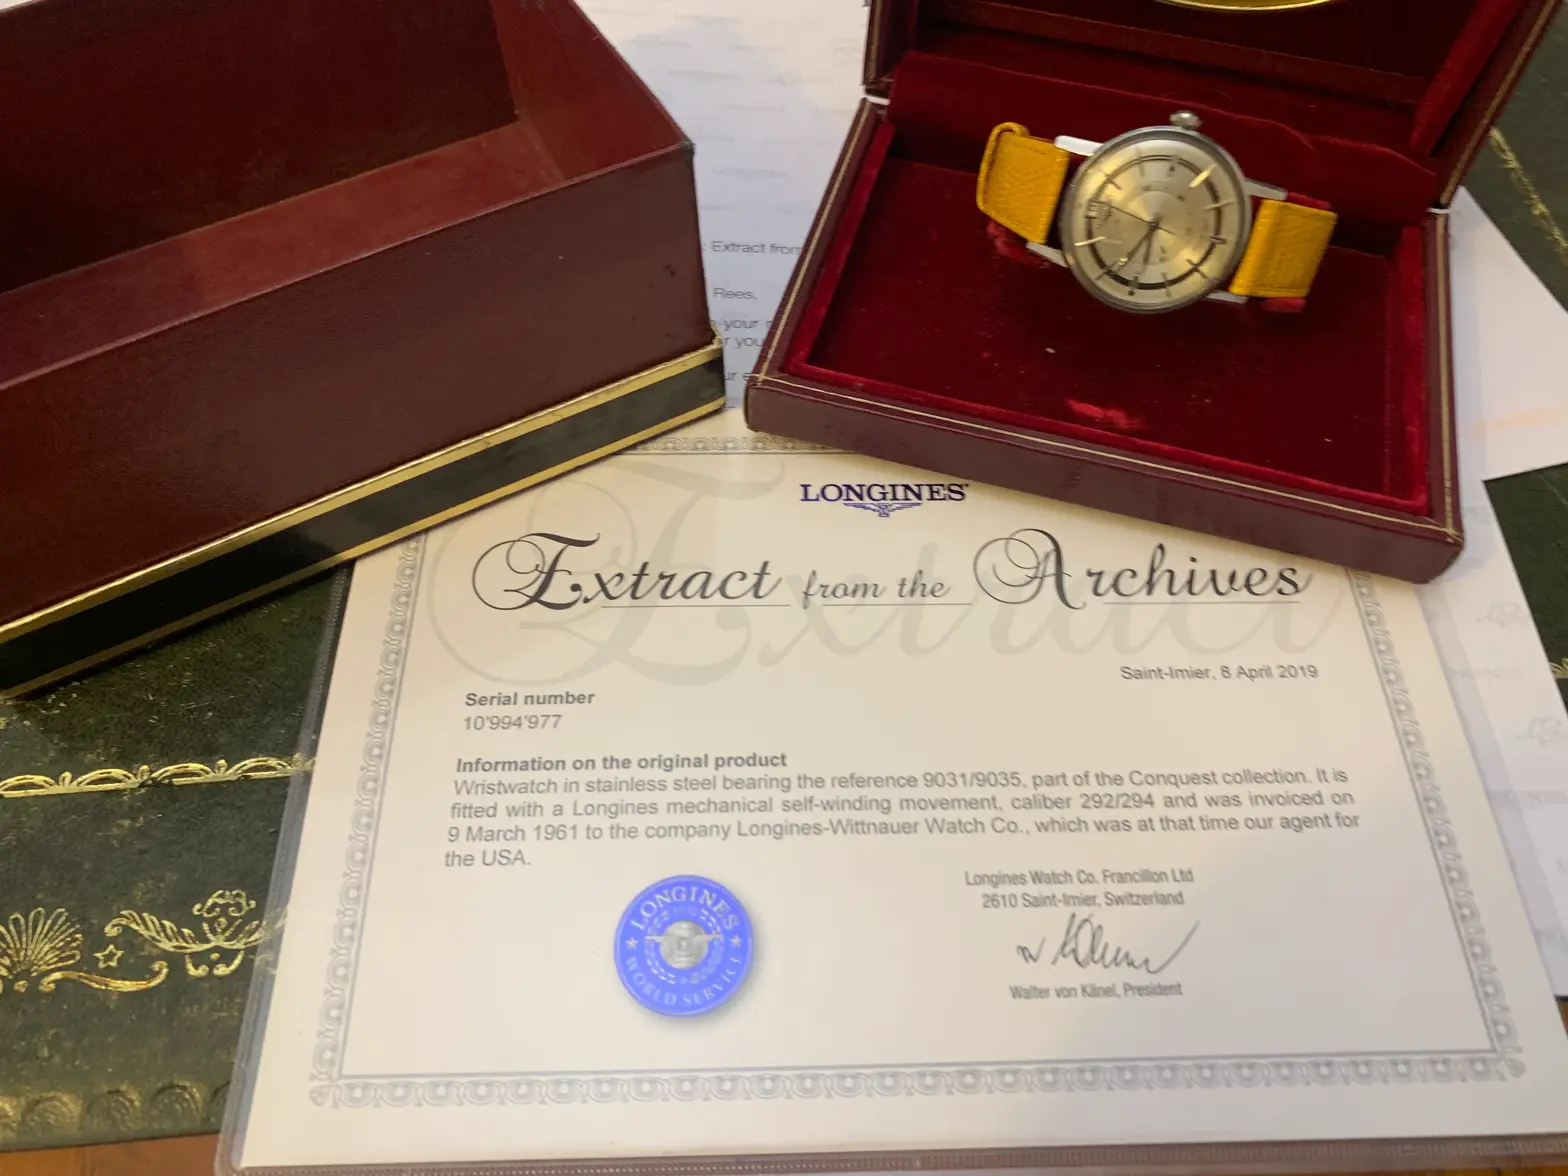 Extract from
Rees,
your
r you
LONGINES
Extract from the Archives
Saint-Imier, 8 April 2019
Serial number
10'994'977
Information on the original product
Wristwatch in stainless steel bearing the reference 9031/9035, part of the Conquest collection. It is
fitted with a Longines mechanical self-winding movement, caliber 292/294 and was invoiced on
9 March 1961 to the company Longines-Wittnauer Watch Co., which was at that time our agent for
the USA.
Longines Watch Co. Francillon Ltd
2610 Saint-Imier, Switzerland
Walter von Känel, President
LONGINES
WORLD SERVICE